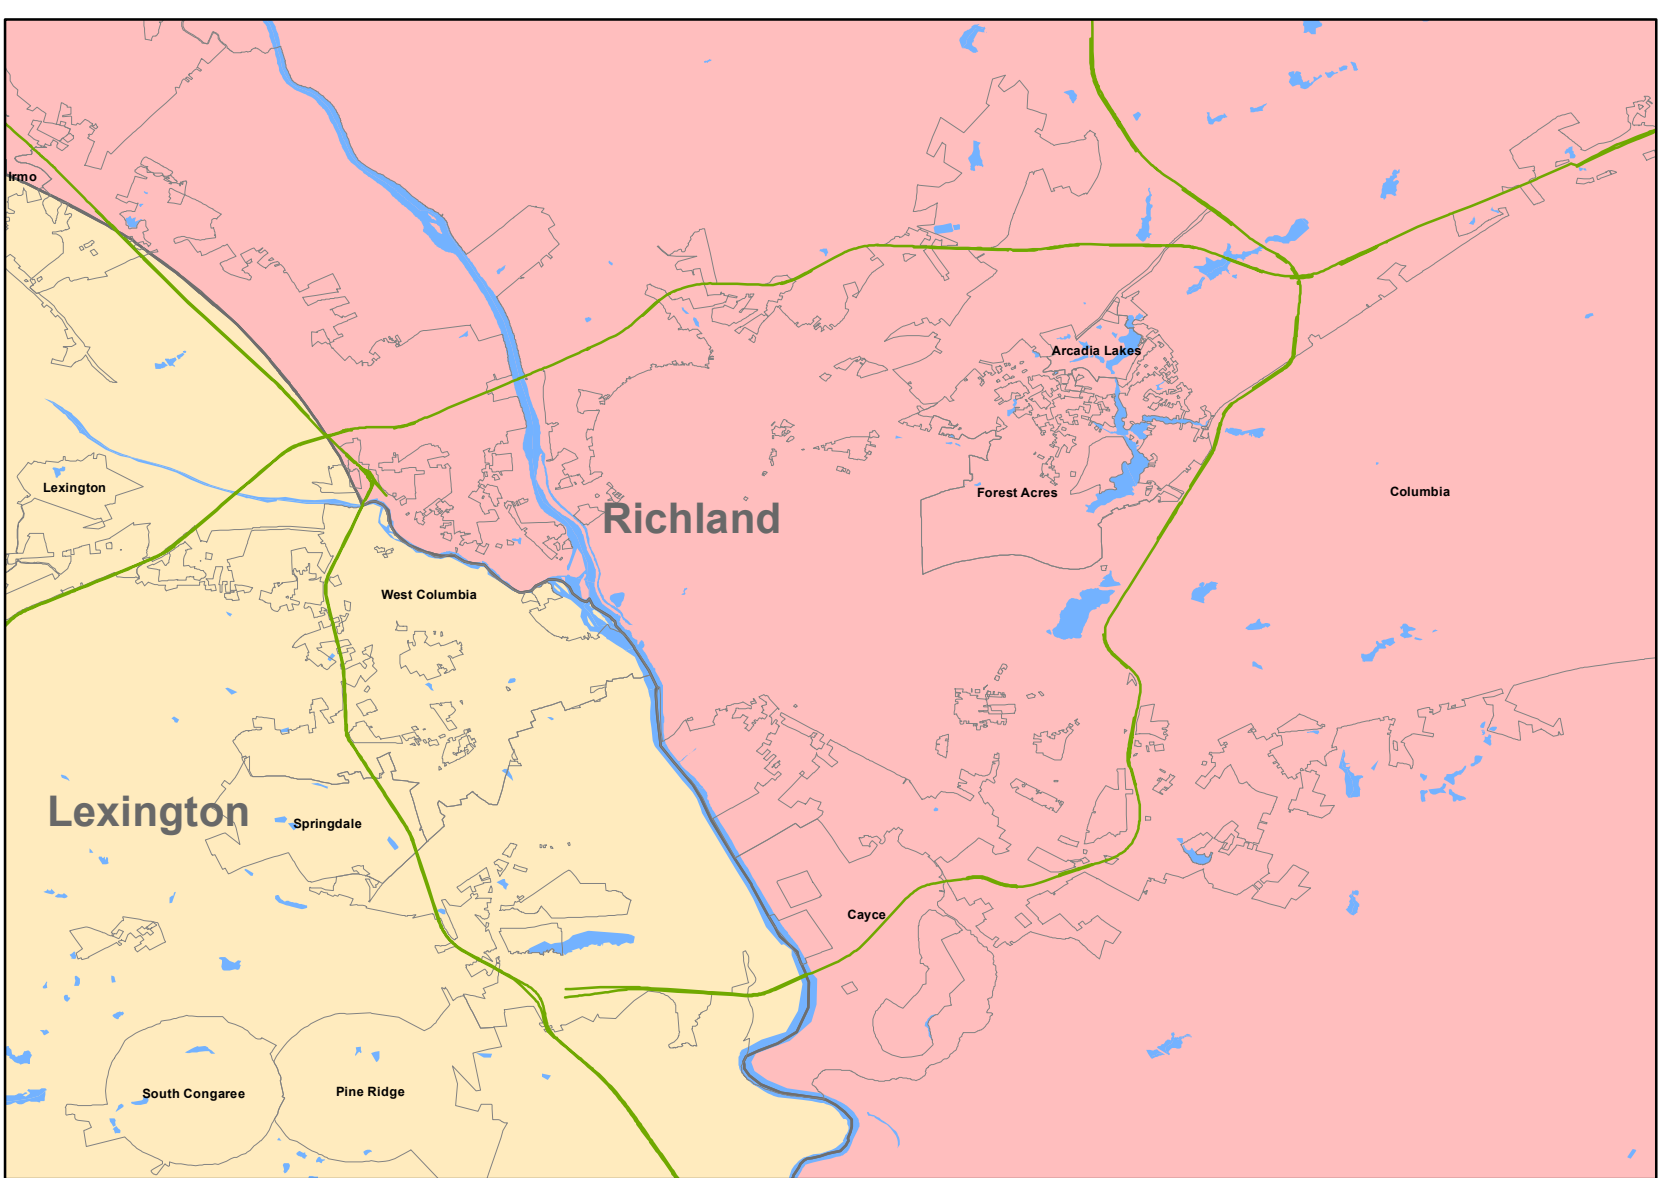 Irmo
Arcadia Lakes
Lexington
Forest Acres
Columbia
Richland
West Columbia
Lexington
Springdale
Cayce
South Congaree
Pine Ridge